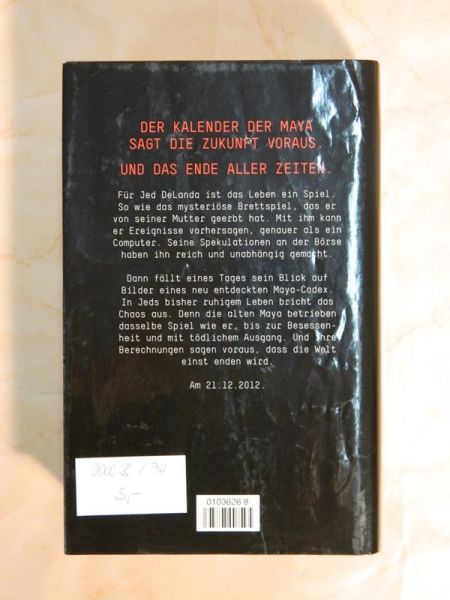 DER KALENDER DER MAYA
SAGT DIE ZUKUNFT VORAUS.
UND DAS ENDE ALLER ZEITEN.
Für Jed DeLanda ist das Leben ein Spiel.
So wie das mysteriöse Brettspiel, das er
von seiner Mutter geerbt hat. Mit ihm kann
er Ereignisse vorhersagen, genauer als ein
Computer. Seine Spekulationen an der Börse
haben ihn reich und unabhängig gemacht.
Dann fällt eines Tages sein Blick auf
Bilder eines neu entdeckten Maya-Codex.
In Jeds bisher ruhigem Leben bricht das
Chaos aus. Denn die alten Maya betrieben
dasselbe Spiel wie er, bis zur Besessen-
heit und mit tödlichem Ausgang. Und ihre
Berechnungen sagen voraus, dass die Welt
einst enden wird.
Am 21.12.2012.
5,-
0103626 8